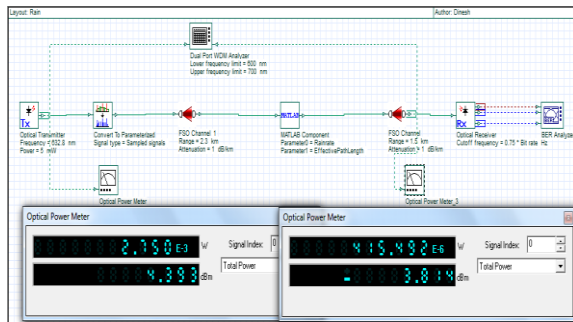 Layout: Rain
Author: Dinesh
Dual Port WDM Analyzer
Lower frequency limit = 600 nm
Upper frequency limit = 700 nm
Tx
MATLAB
Rx
Optical Transmitter
Frequency = 632.8 nm
Power = 5 mW
Convert To Parameterized
Signal type = Sampled signals
FSO Channel 1
Range = 2.3 km
Attenuation = 1 dB/km
MATLAB Component
Parameter0 = Rainrate
Parameter1 = EffectivePathLength
FSO Channel
Range = 1.5 km
Attenuation = 1 dB/km
Optical Receiver
Cutoff frequency = 0.75 * Bit rate Hz
BER Analyzer
Optical Power Meter
Optical Power Meter_3
Optical Power Meter
2.750 E-3 W
Signal Index: 0
4.393 dBm
Total Power
Optical Power Meter
415.492 E-6 W
Signal Index: 0
- 3.814 dBm
Total Power